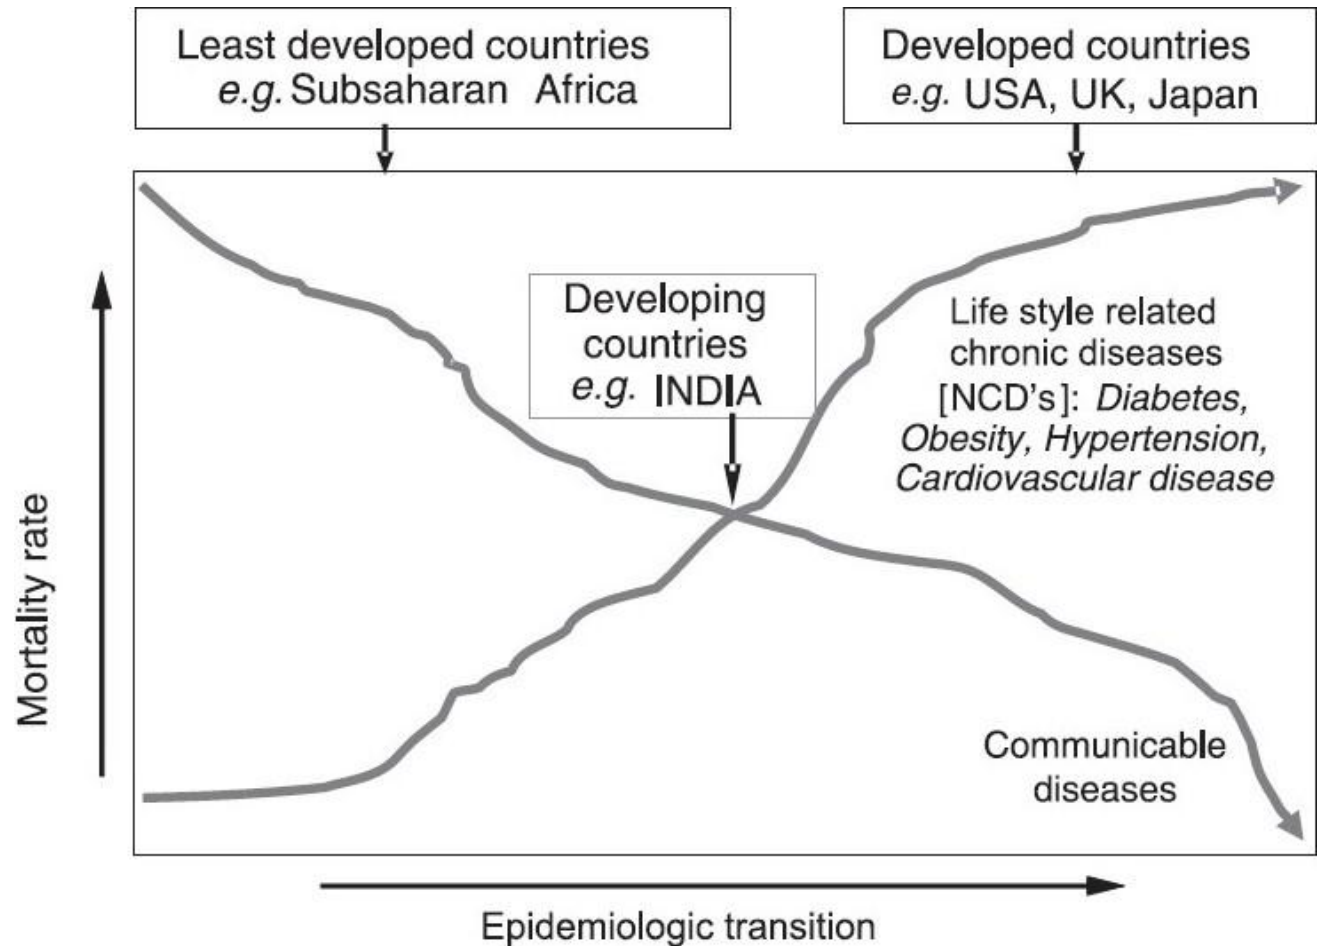 Least developed countries
e.g. Subsaharan Africa
Developed countries
e.g. USA, UK, Japan
Developing
countries
e.g. INDIA
Life style related
chronic diseases
[NCD's]: Diabetes,
Obesity, Hypertension,
Cardiovascular disease
Mortality rate
Communicable
diseases
Epidemiologic transition